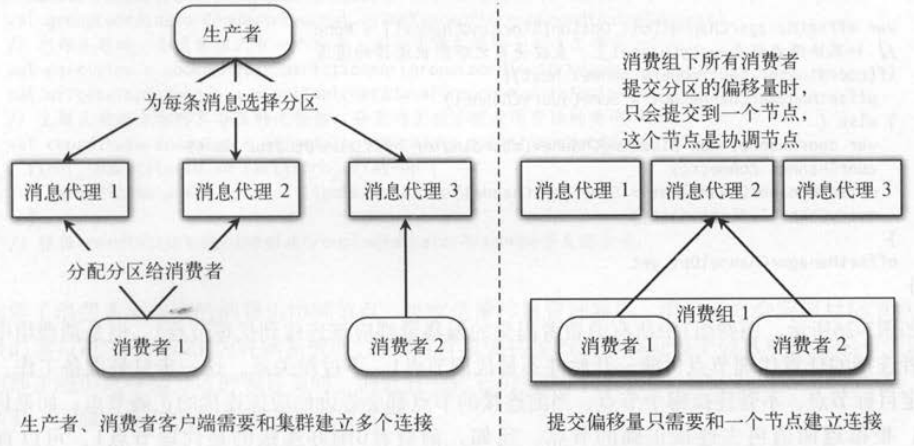 生产者
为每条消息选择分区
消息代理 1
消息代理 2
消息代理 3
分配分区给消费者
消费者 1
消费者 2
生产者、消费者客户端需要和集群建立多个连接
消费组下所有消费者
提交分区的偏移量时，
只会提交到一个节点，
这个节点是协调节点
消息代理 1
消息代理 2
消息代理 3
消费组 1
消费者 1
消费者 2
提交偏移量只需要和一个节点建立连接